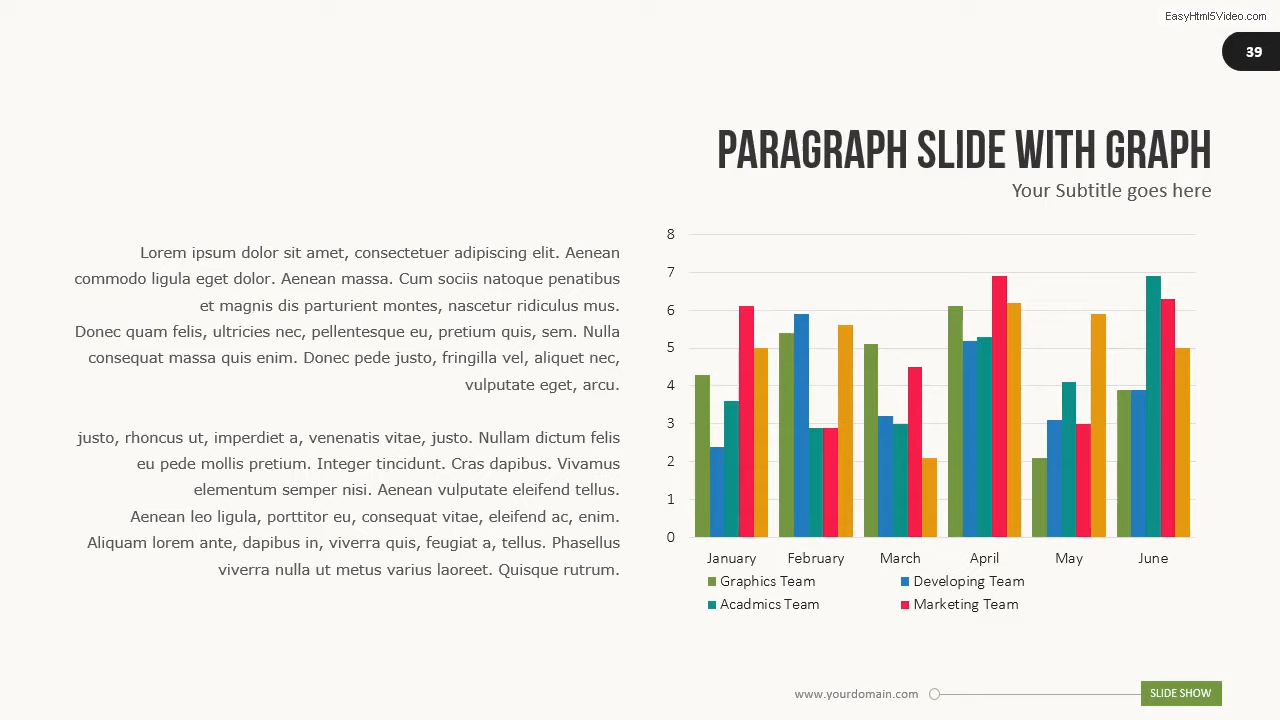 EasyHtml5Video.com
39
PARAGRAPH SLIDE WITH GRAPH
Your Subtitle goes here
Lorem ipsum dolor sit amet, consectetuer adipiscing elit. Aenean
commodo ligula eget dolor. Aenean massa. Cum sociis natoque penatibus
et magnis dis parturient montes, nascetur ridiculus mus.
Donec quam felis, ultricies nec, pellentesque eu, pretium quis, sem. Nulla
consequat massa quis enim. Donec pede justo, fringilla vel, aliquet nec,
vulputate eget, arcu.
justo, rhoncus ut, imperdiet a, venenatis vitae, justo. Nullam dictum felis
eu pede mollis pretium. Integer tincidunt. Cras dapibus. Vivamus
elementum semper nisi. Aenean vulputate eleifend tellus.
Aenean leo ligula, porttitor eu, consequat vitae, eleifend ac, enim.
Aliquam lorem ante, dapibus in, viverra quis, feugiat a, tellus. Phasellus
viverra nulla ut metus varius laoreet. Quisque rutrum.
8
7
6
5
4
3
2
1
0
January February March April May June
Graphics Team Developing Team
Acadmics Team Marketing Team
www.yourdomain.com SLIDE SHOW